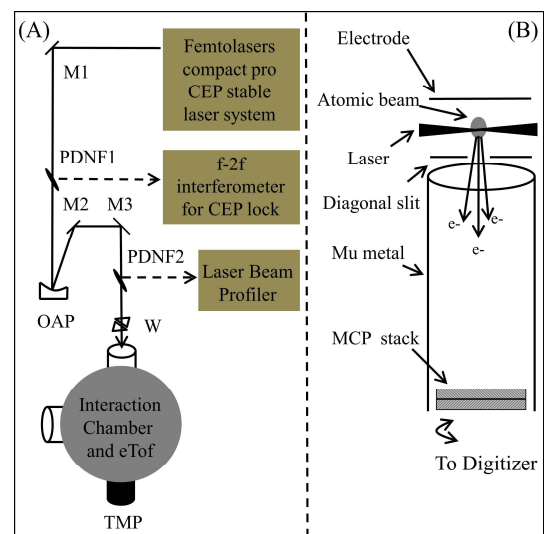 (A)
Femtolasers
compact pro
CEP stable
laser system
M1
PDNF1
f-2f
interferometer
for CEP lock
M2
M3
PDNF2
Laser Beam
Profiler
OAP
W
Interaction
Chamber
and eTof
TMP
(B)
Electrode
Atomic beam
Laser
Diagonal slit
e-
e-
e-
Mu metal
MCP stack
To Digitizer